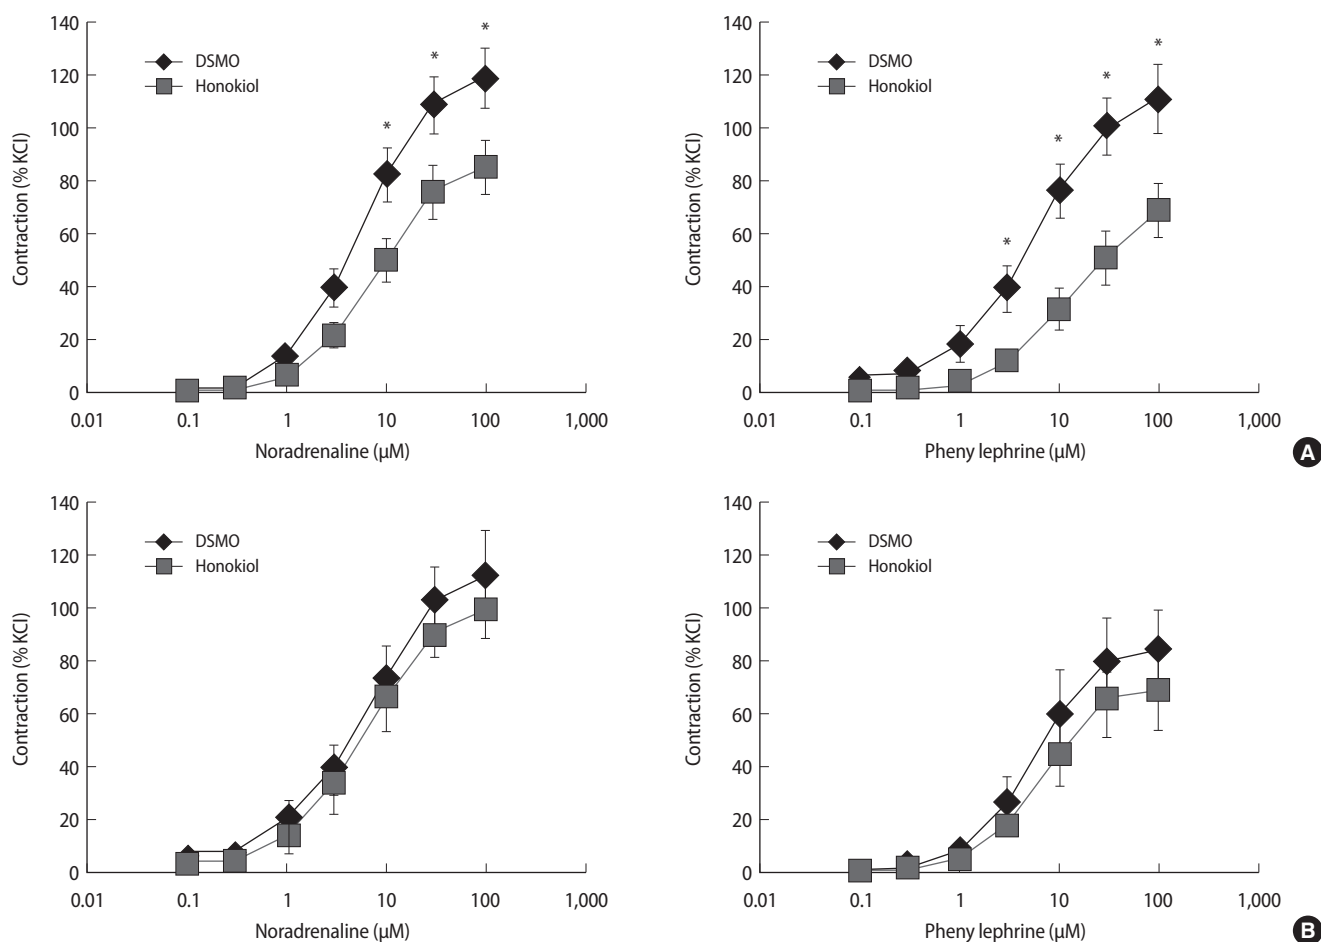 140
120
100
80
60
40
20
0
Contraction (% KCl)
DSMO
Honokiol
*
*
*
0.01 0.1 1 10 100 1,000
Noradrenaline (μM)
140
120
100
80
60
40
20
0
Contraction (% KCl)
DSMO
Honokiol
*
*
*
*
0.01 0.1 1 10 100 1,000
Pheny lephrine (μM)
A
140
120
100
80
60
40
20
0
Contraction (% KCl)
DSMO
Honokiol
0.01 0.1 1 10 100 1,000
Noradrenaline (μM)
140
120
100
80
60
40
20
0
Contraction (% KCl)
DSMO
Honokiol
0.01 0.1 1 10 100 1,000
Pheny lephrine (μM)
B